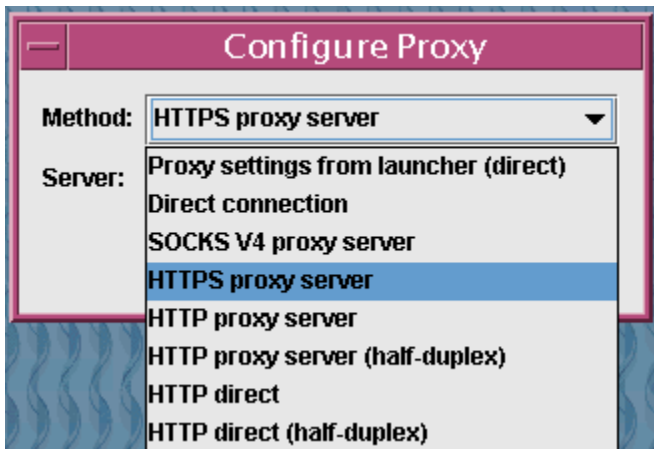 Configure Proxy
Method: HTTPS proxy server
Server:
Proxy settings from launcher (direct)
Direct connection
SOCKS V4 proxy server
HTTPS proxy server
HTTP proxy server
HTTP proxy server (half-duplex)
HTTP direct
HTTP direct (half-duplex)